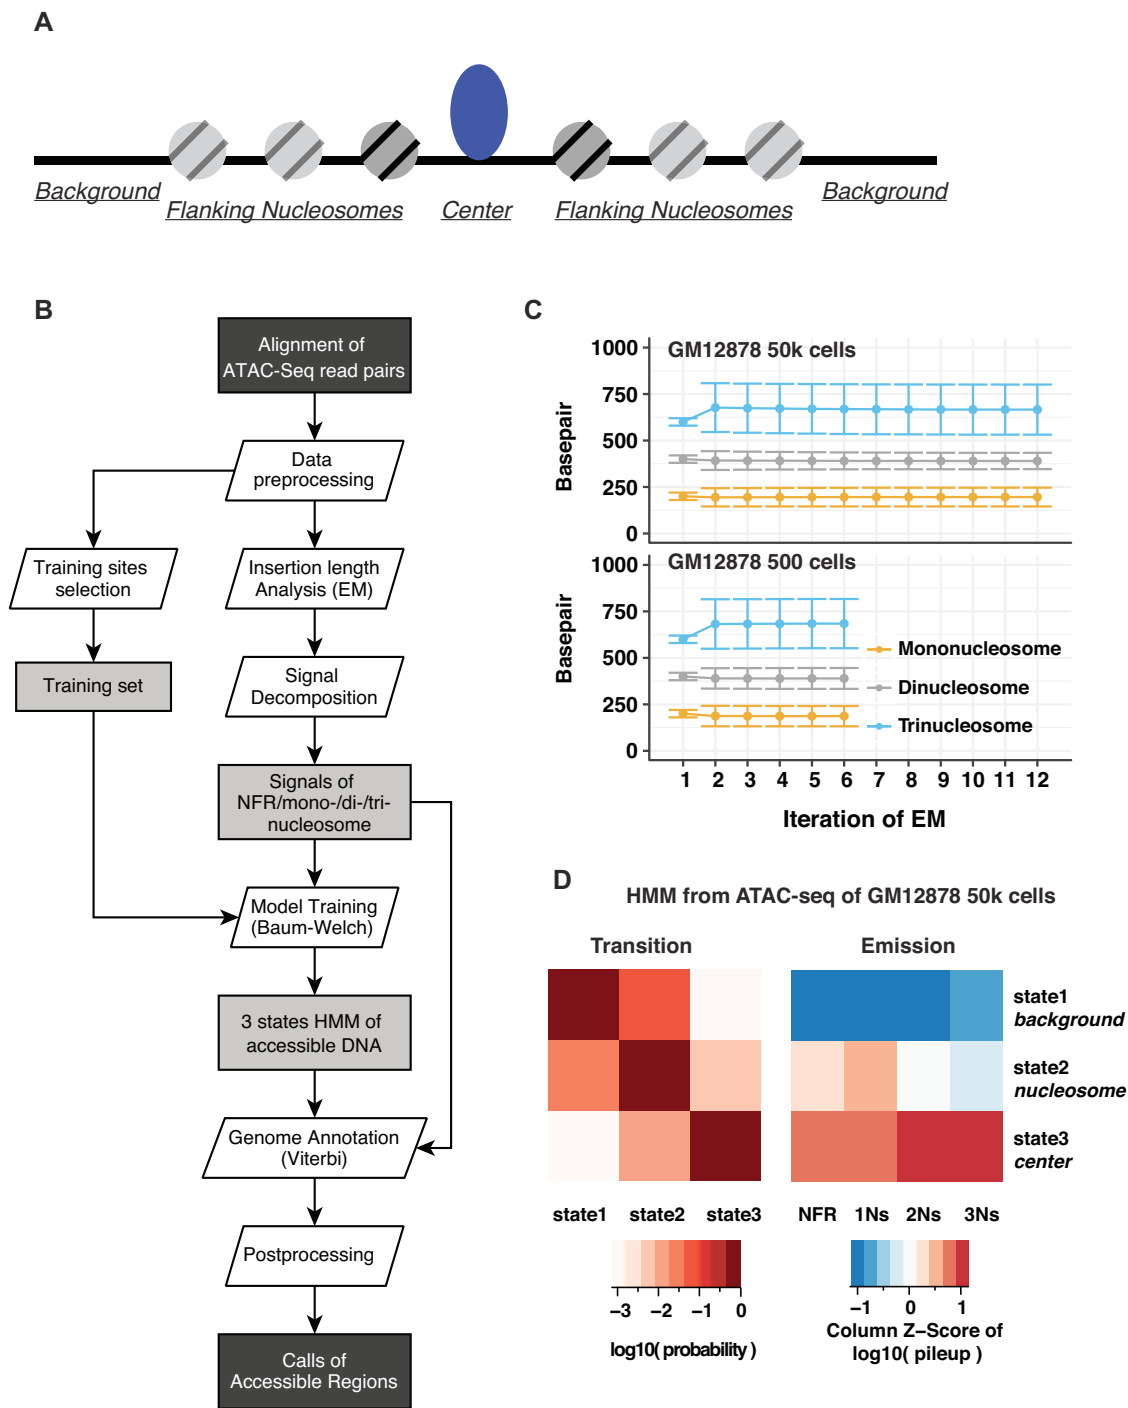 A
Background
Flanking Nucleosomes
Center
Flanking Nucleosomes
Background
B
Alignment of
ATAC-Seq read pairs
Data
preprocessing
Training sites
selection
Insertion length
Analysis (EM)
Training set
Signal
Decomposition
Signals of
NFR/mono-/di-/tri-
nucleosome
Model Training
(Baum-Welch)
3 states HMM of
accessible DNA
Genome Annotation
(Viterbi)
Postprocessing
Calls of
Accessible Regions
C
GM12878 50k cells
Basepair
1000
750
500
250
0
GM12878 500 cells
Basepair
1000
750
500
250
0
Mononucleosome
Dinucleosome
Trinucleosome
1 2 3 4 5 6 7 8 9 10 11 12
Iteration of EM
D
HMM from ATAC-seq of GM12878 50k cells
Transition
Emission
state1
background
state2
nucleosome
state3
center
state1 state2 state3
NFR 1Ns 2Ns 3Ns
−3 −2 −1 0
log10( probability )
−1 0 1
Column Z−Score of
log10( pileup )